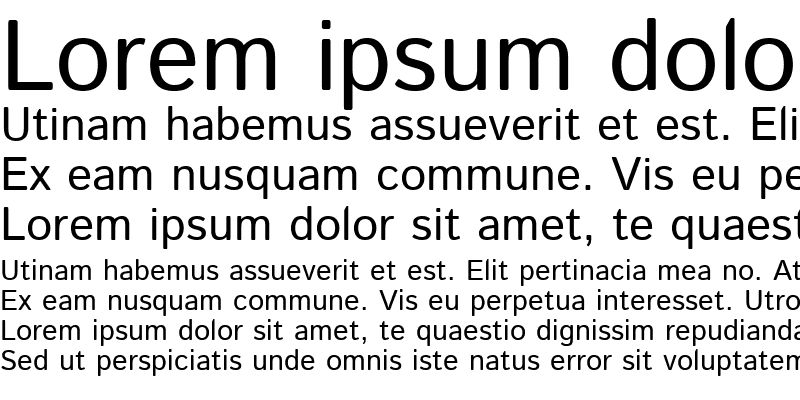 Lorem ipsum dolo
Utinam habemus assueverit et est. Eli
Ex eam nusquam commune. Vis eu pe
Lorem ipsum dolor sit amet, te quaest
Utinam habemus assueverit et est. Elit pertinacia mea no. At
Ex eam nusquam commune. Vis eu perpetua interesset. Utro
Lorem ipsum dolor sit amet, te quaestio dignissim repudianda
Sed ut perspiciatis unde omnis iste natus error sit voluptatem